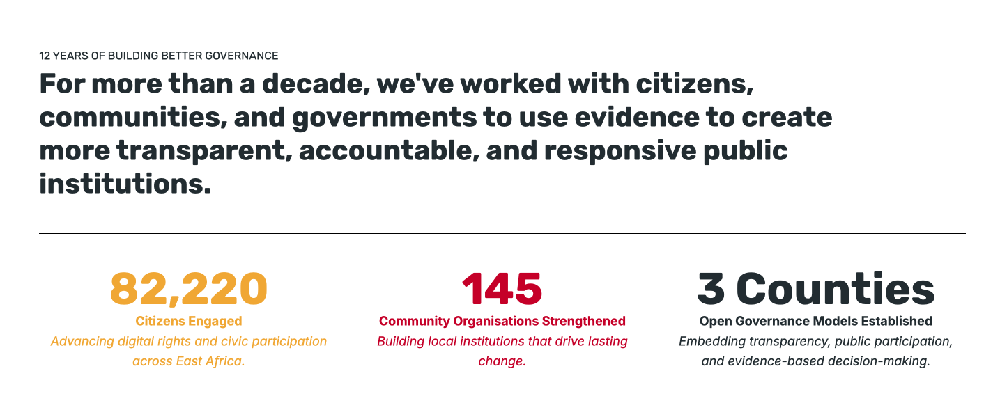 12 YEARS OF BUILDING BETTER GOVERNANCE
For more than a decade, we've worked with citizens,
communities, and governments to use evidence to create
more transparent, accountable, and responsive public
institutions.
82,220
Citizens Engaged
Advancing digital rights and civic participation
across East Africa.
145
Community Organisations Strengthened
Building local institutions that drive lasting
change.
3 Counties
Open Governance Models Established
Embedding transparency, public participation,
and evidence-based decision-making.